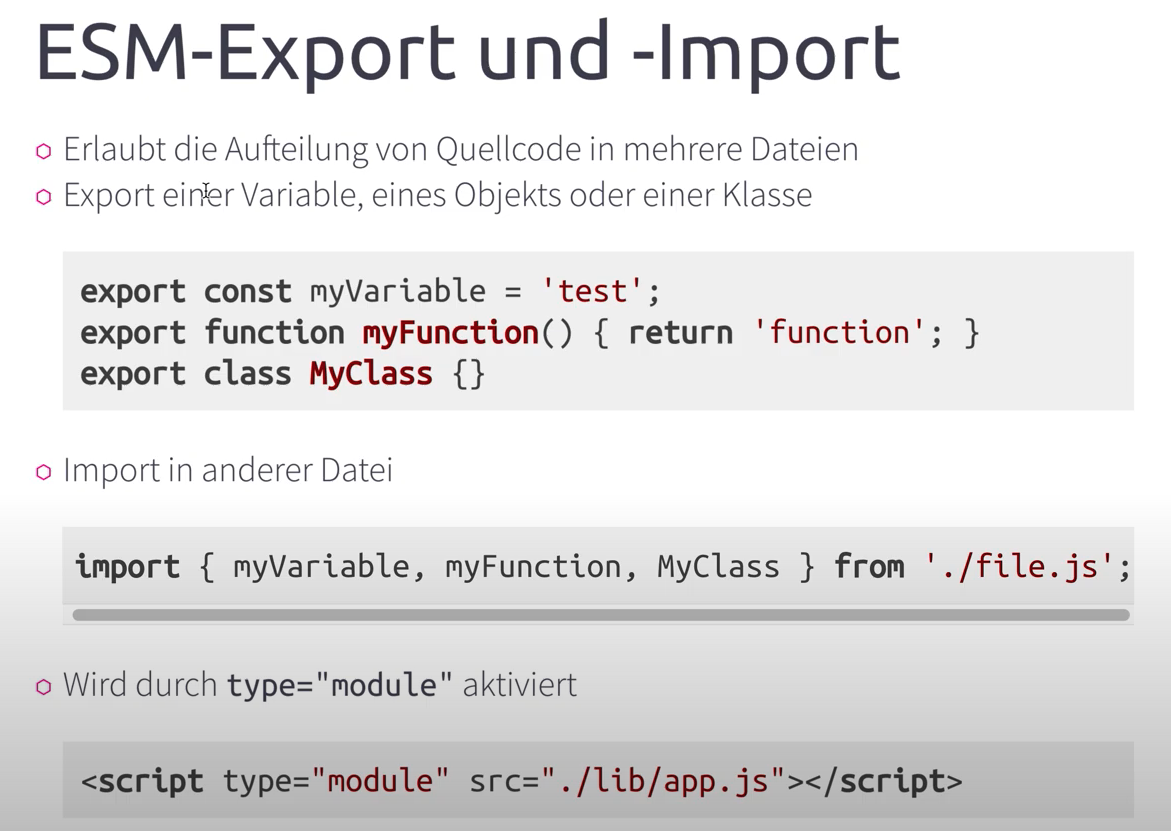 ESM-Export und -Import
Erlaubt die Aufteilung von Quellcode in mehrere Dateien
Export einer Variable, eines Objekts oder einer Klasse
export const myVariable = 'test';
export function myFunction() { return 'function'; }
export class MyClass {}
Import in anderer Datei
import { myVariable, myFunction, MyClass } from './file.js';
Wird durch type="module" aktiviert
<script type="module" src="./lib/app.js"></script>